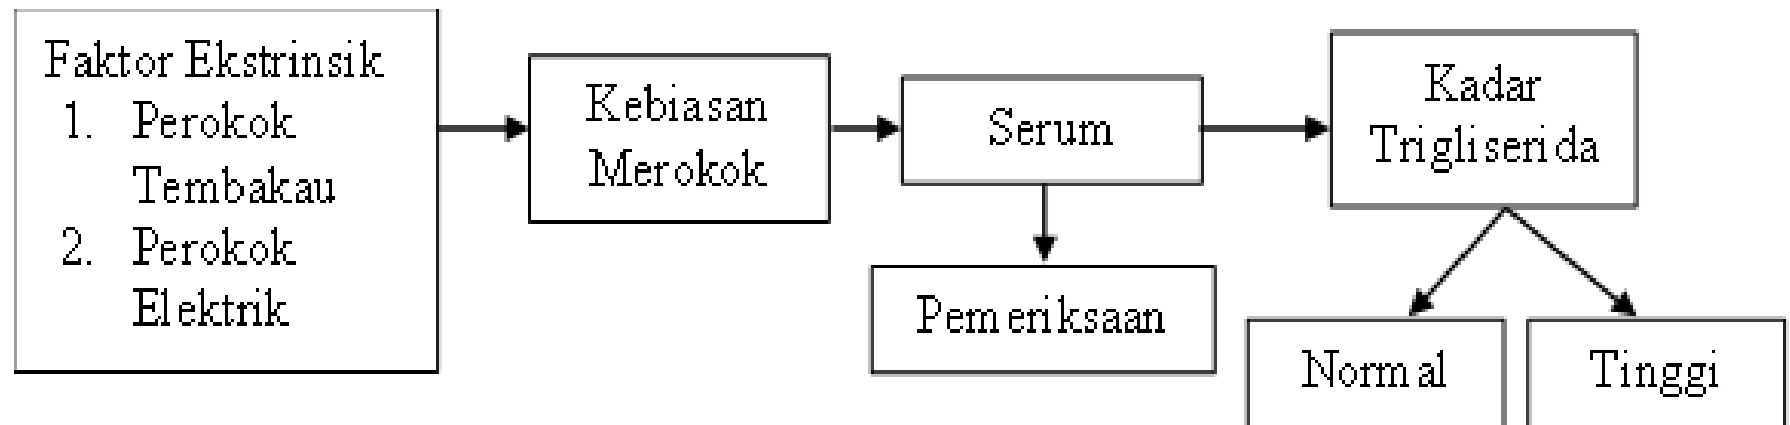 Faktor Ekstrinsik
1. Perokok
Tembakau
2. Perokok
Elektrik
Kebiasan
Merokok
Serum
Pemeriksaan
Kadar
Trigliserida
Normal
Tinggi